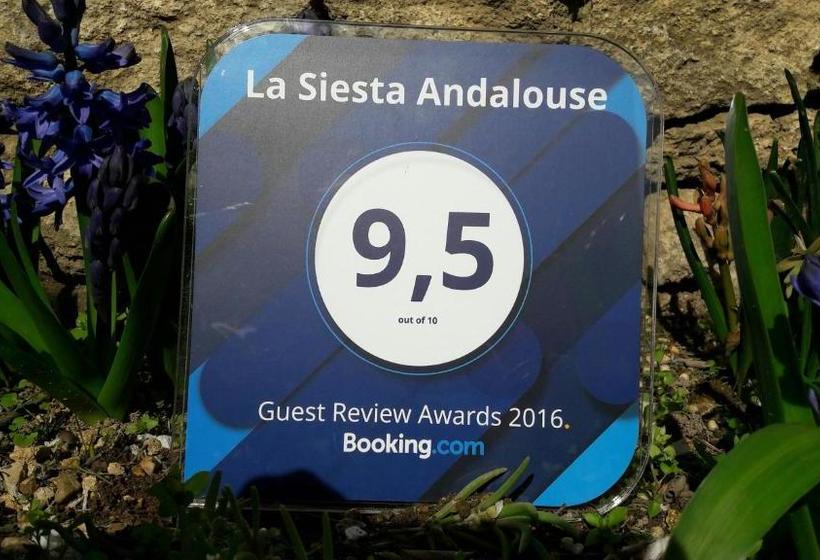 La Siesta Andalouse
9,5
out of 10
Guest Review Awards 2016.
Booking.com